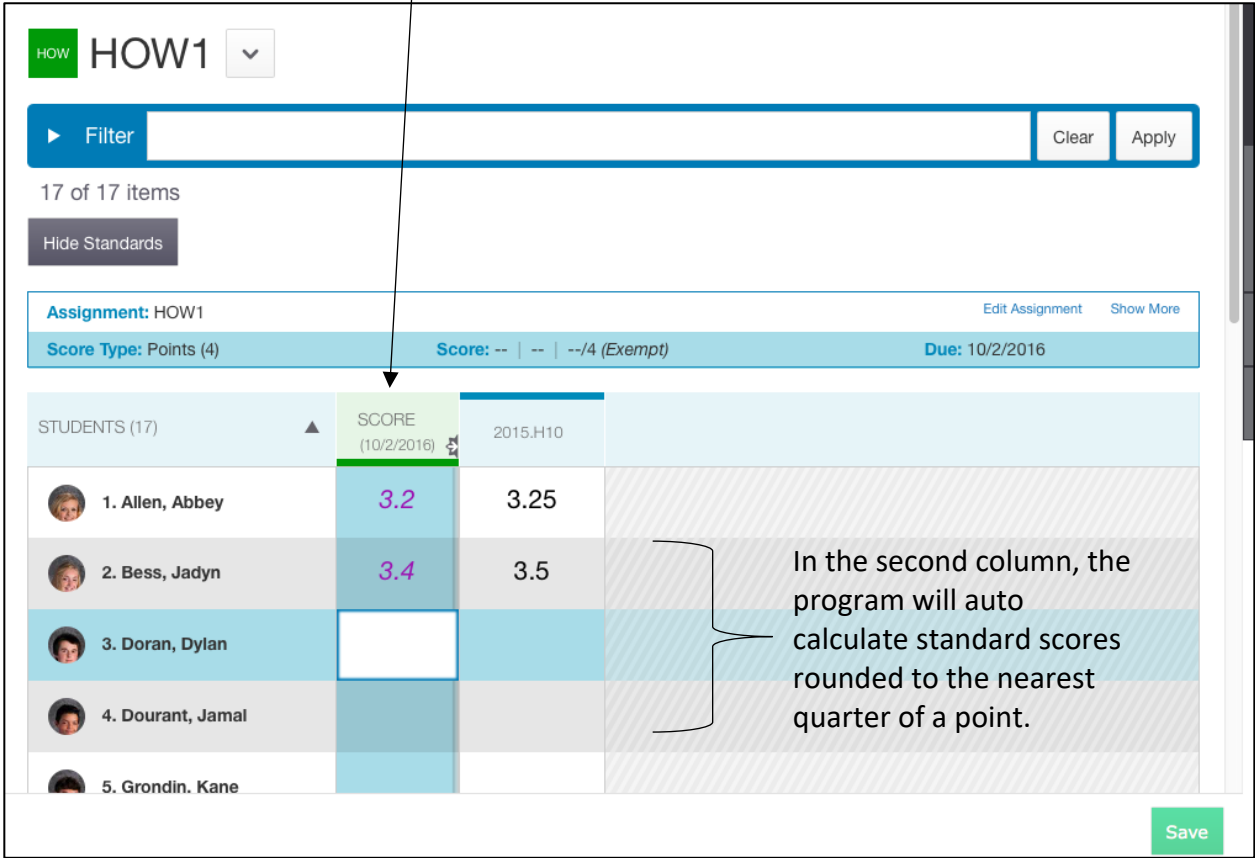 HOW HOW1
Filter Clear Apply
17 of 17 items
Hide Standards
Assignment: HOW1 Edit Assignment Show More
Score Type: Points (4) Score: -- | -- | --/4 (Exempt) Due: 10/2/2016
STUDENTS (17) SCORE 2015.H10
(10/2/2016)
1. Allen, Abbey 3.2 3.25
2. Bess, Jadyn 3.4 3.5
3. Doran, Dylan
4. Dourant, Jamal
5. Grondin, Kane
In the second column, the
program will auto
calculate standard scores
rounded to the nearest
quarter of a point.
Save